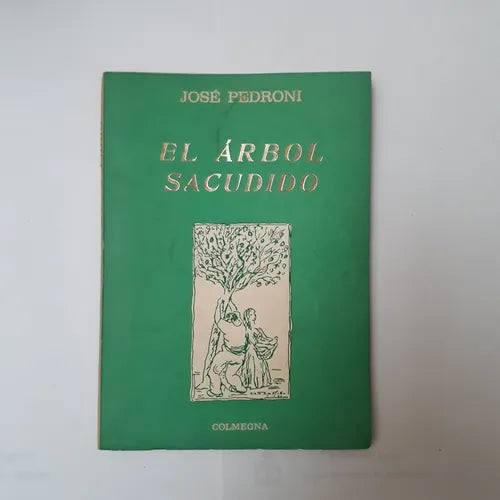 JOSÉ PEDRONI
EL ÁRBOL
SACUDIDO
COLMEGNA